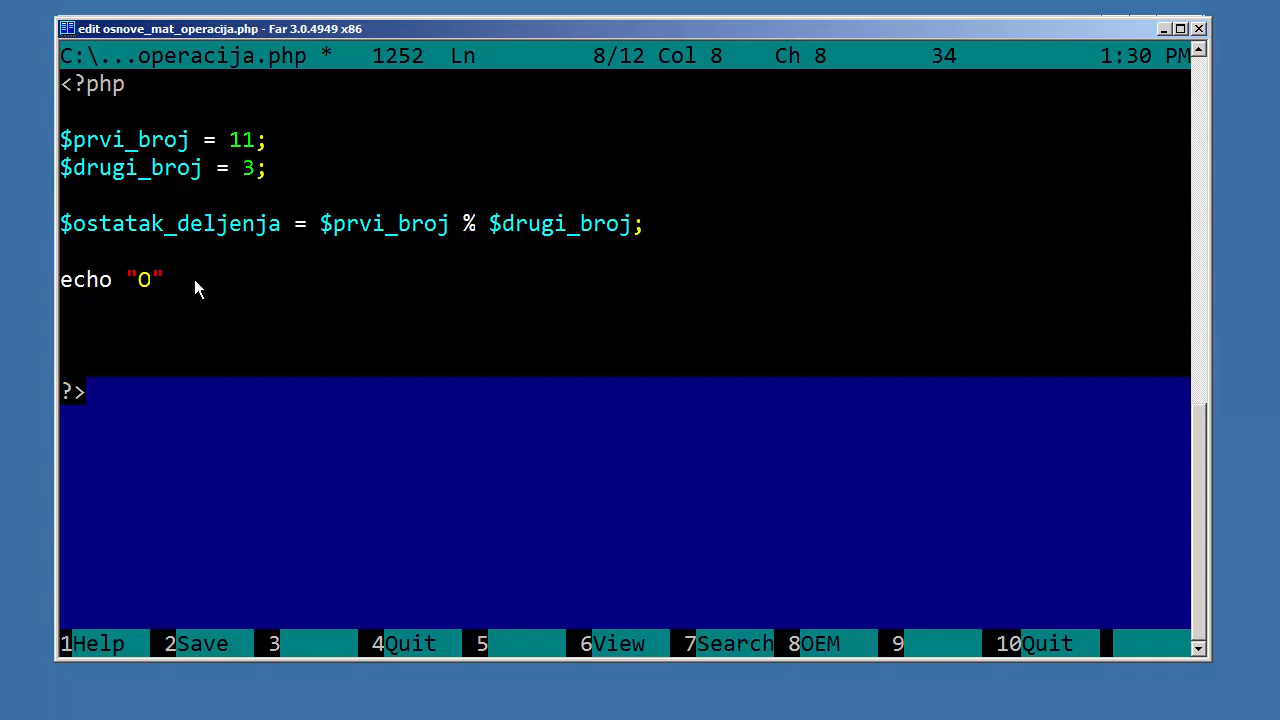 edit osnove_mat_operacija.php - Far 3.0.4949 x86
C:\...operacija.php * 1252 Ln 8/12 Col 8 Ch 8 34 1:30 PM
<?php
$prvi_broj = 11;
$drugi_broj = 3;
$ostatak_deljenja = $prvi_broj % $drugi_broj;
echo "O"
?>
1Help 2Save 3 4Quit 5 6View 7Search 8OEM 9 10Quit